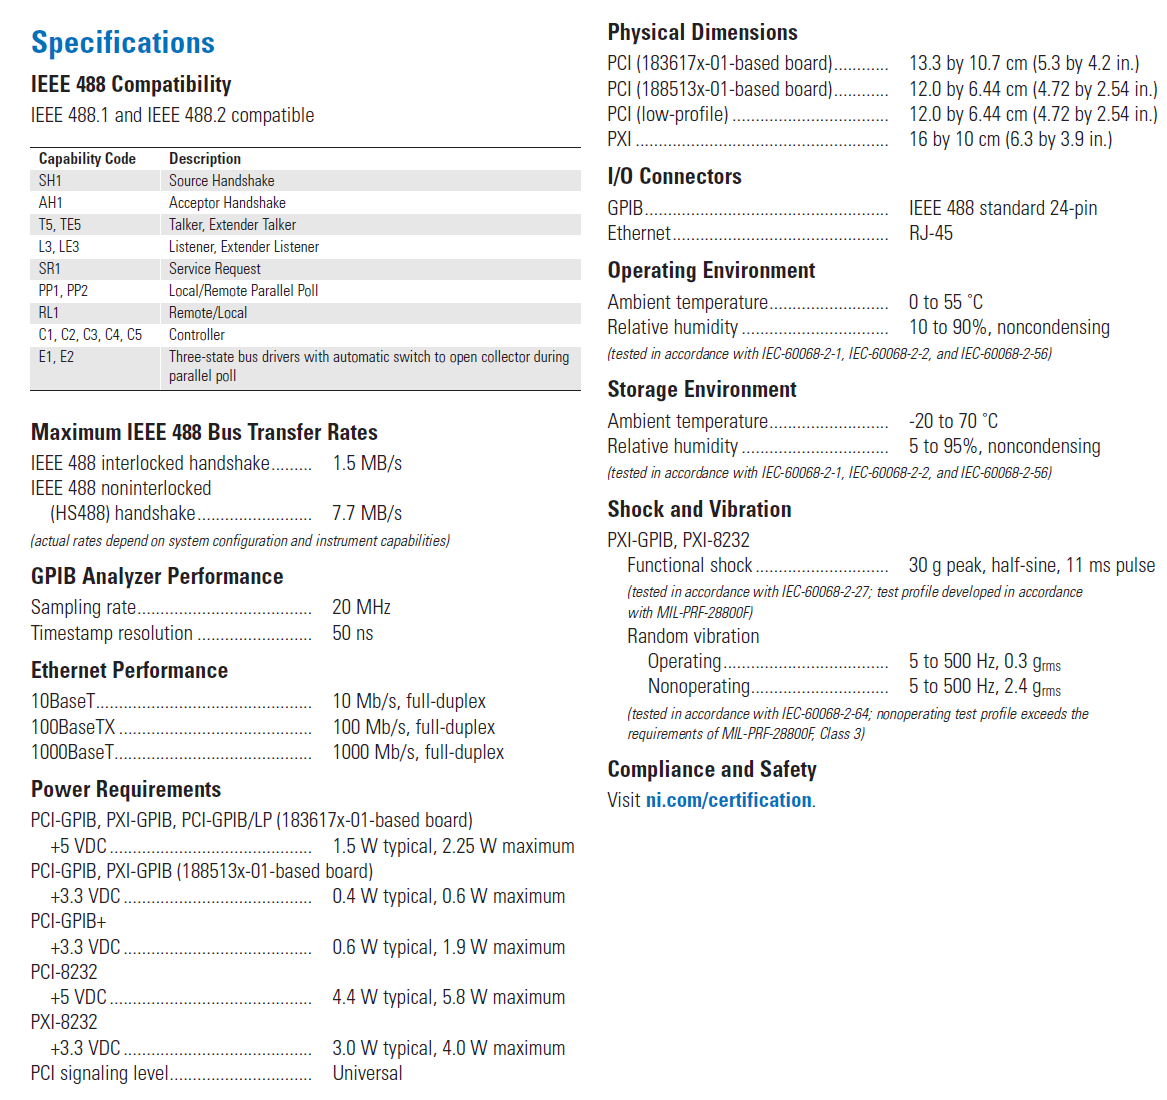 Specifications
IEEE 488 Compatibility
IEEE 488.1 and IEEE 488.2 compatible
Capability Code Description
SH1 Source Handshake
AH1 Acceptor Handshake
T5, TE5 Talker, Extender Talker
L3, LE3 Listener, Extender Listener
SR1 Service Request
PP1, PP2 Local/Remote Parallel Poll
RL1 Remote/Local
C1, C2, C3, C4, C5 Controller
E1, E2 Three-state bus drivers with automatic switch to open collector during
parallel poll
Maximum IEEE 488 Bus Transfer Rates
IEEE 488 interlocked handshake......... 1.5 MB/s
IEEE 488 noninterlocked
(HS488) handshake......................... 7.7 MB/s
(actual rates depend on system configuration and instrument capabilities)
GPIB Analyzer Performance
Sampling rate...................................... 20 MHz
Timestamp resolution ......................... 50 ns
Ethernet Performance
10BaseT............................................... 10 Mb/s, full-duplex
100BaseTX .......................................... 100 Mb/s, full-duplex
1000BaseT........................................... 1000 Mb/s, full-duplex
Power Requirements
PCI-GPIB, PXI-GPIB, PCI-GPIB/LP (183617x-01-based board)
+5 VDC ............................................ 1.5 W typical, 2.25 W maximum
PCI-GPIB, PXI-GPIB (188513x-01-based board)
+3.3 VDC ......................................... 0.4 W typical, 0.6 W maximum
PCI-GPIB+
+3.3 VDC ......................................... 0.6 W typical, 1.9 W maximum
PCI-8232
+5 VDC ............................................ 4.4 W typical, 5.8 W maximum
PXI-8232
+3.3 VDC ......................................... 3.0 W typical, 4.0 W maximum
PCI signaling level............................... Universal
Physical Dimensions
PCI (183617x-01-based board)............ 13.3 by 10.7 cm (5.3 by 4.2 in.)
PCI (188513x-01-based board)............ 12.0 by 6.44 cm (4.72 by 2.54 in.)
PCI (low-profile) .................................. 12.0 by 6.44 cm (4.72 by 2.54 in.)
PXI ....................................................... 16 by 10 cm (6.3 by 3.9 in.)
I/O Connectors
GPIB..................................................... IEEE 488 standard 24-pin
Ethernet............................................... RJ-45
Operating Environment
Ambient temperature.......................... 0 to 55 ˚C
Relative humidity ................................ 10 to 90%, noncondensing
(tested in accordance with IEC-60068-2-1, IEC-60068-2-2, and IEC-60068-2-56)
Storage Environment
Ambient temperature.......................... -20 to 70 ˚C
Relative humidity ................................ 5 to 95%, noncondensing
(tested in accordance with IEC-60068-2-1, IEC-60068-2-2, and IEC-60068-2-56)
Shock and Vibration
PXI-GPIB, PXI-8232
Functional shock ............................. 30 g peak, half-sine, 11 ms pulse
(tested in accordance with IEC-60068-2-27; test profile developed in accordance
with MIL-PRF-28800F)
Random vibration
Operating.................................... 5 to 500 Hz, 0.3 grms
Nonoperating.............................. 5 to 500 Hz, 2.4 grms
(tested in accordance with IEC-60068-2-64; nonoperating test profile exceeds the
requirements of MIL-PRF-28800F, Class 3)
Compliance and Safety
Visit ni.com/certification.